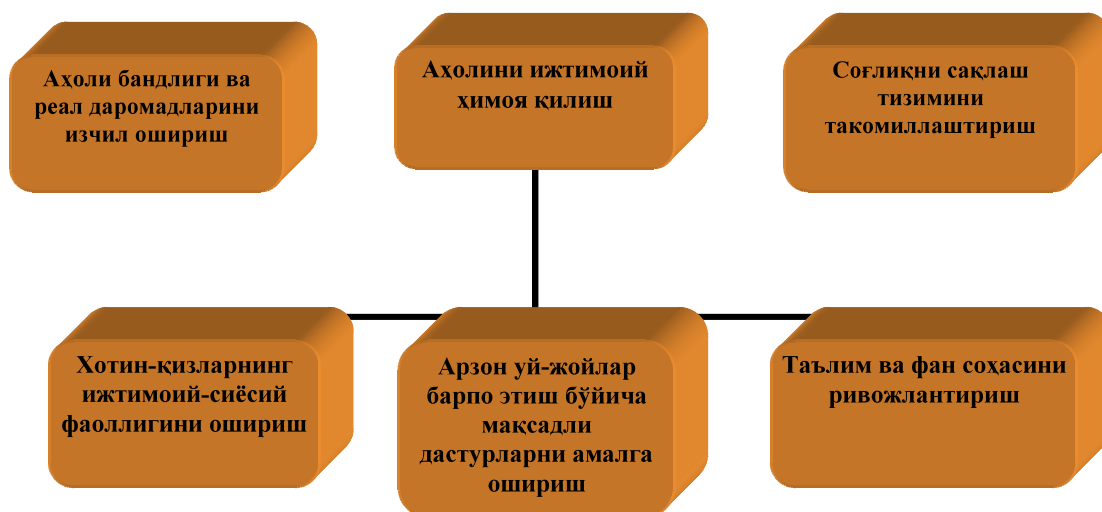 Аҳоли бандлиги ва
реал даромадларини
изчил ошириш
Аҳолини ижтимоий
ҳимоя қилиш
Соғлиқни сақлаш
тизимини
такомиллаштириш
Хотин-қизларнинг
ижтимоий-сиёсий
фаоллигини ошириш
Арзон уй-жойлар
барпо этиш бўйича
мақсадли
дастурларни амалга
ошириш
Таълим ва фан соҳасини
ривожлантириш